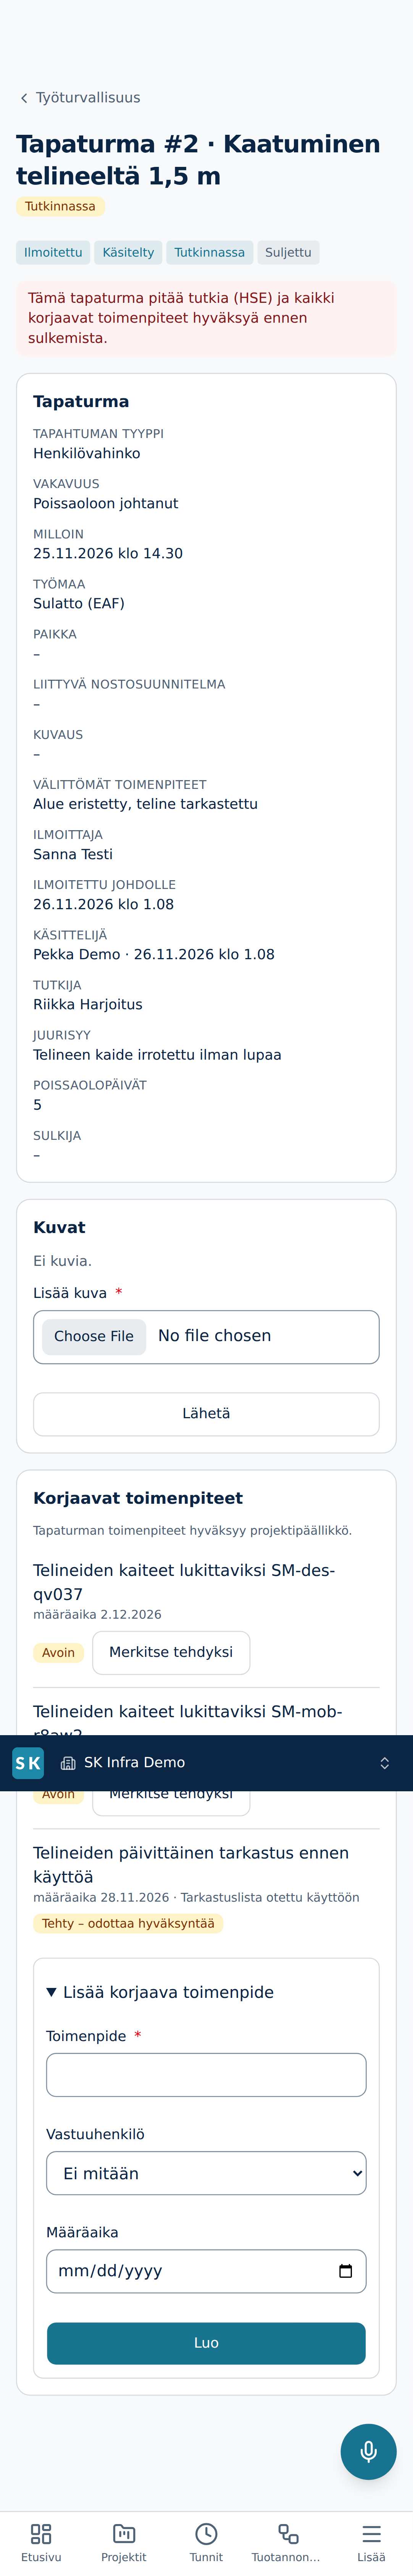 Työturvallisuus
Tapaturma #2 · Kaatuminen
telineeltä 1,5 m
Tutkinnassa
Ilmoitettu
Käsitelty
Tutkinnassa
Suljettu
Tämä tapaturma pitää tutkia (HSE) ja kaikki
korjaavat toimenpiteet hyväksyä ennen
sulkemista.
Tapaturma
TAPAHTUMAN TYYPPI
Henkilövahinko
VAKAVUUS
Poissaoloon johtanut
MILLOIN
25.11.2026 klo 14.30
TYÖMAA
Sulatto (EAF)
PAIKKA
–
LIITTYVÄ NOSTOSUUNNITELMA
–
KUVAUS
–
VÄLITTÖMÄT TOIMENPITEET
Alue eristetty, teline tarkastettu
ILMOITTAJA
Sanna Testi
ILMOITETTU JOHDOLLE
26.11.2026 klo 1.08
KÄSITTELIJÄ
Pekka Demo · 26.11.2026 klo 1.08
TUTKIJA
Riikka Harjoitus
JUURISYY
Telineen kaide irrotettu ilman lupaa
POISSAOLOPÄIVÄT
5
SULKIJA
–
Kuvat
Ei kuvia.
Lisää kuva *
Choose File No file chosen
Lähetä
Korjaavat toimenpiteet
Tapaturman toimenpiteet hyväksyy projektipäällikkö.
Telineiden kaiteet lukittaviksi SM-des-
qv037
määräaika 2.12.2026
Avoin
Merkitse tehdyksi
Telineiden kaiteet lukittaviksi SM-mob-
r8aw2
SK
SK Infra Demo
Avoin
Merkitse tehdyksi
Telineiden päivittäinen tarkastus ennen
käyttöä
määräaika 28.11.2026 · Tarkastuslista otettu käyttöön
Tehty – odottaa hyväksyntää
Lisää korjaava toimenpide
Toimenpide *
Vastuuhenkilö
Ei mitään
Määräaika
mm/dd/yyyy
Luo
Etusivu
Projektit
Tunnit
Tuotannon...
Lisää